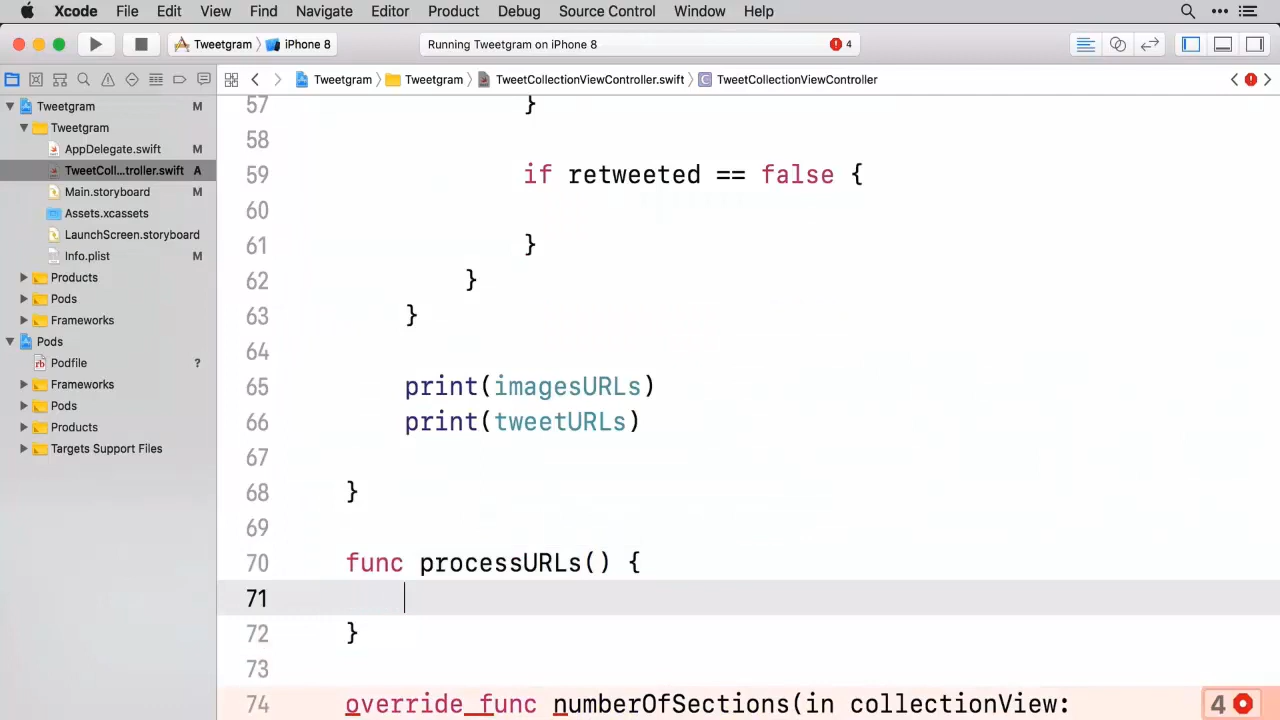 Xcode File Edit View Find Navigate Editor Product Debug Source Control Window Help
Tweetgram iPhone 8 Running Tweetgram on iPhone 8 4
Tweetgram Tweetgram TweetCollectionViewController.swift C TweetCollectionViewController
Tweetgram M
Tweetgram
AppDelegate.swift M
TweetColl...troller.swift A
Main.storyboard M
Assets.xcassets
LaunchScreen.storyboard
Info.plist M
Products
Pods
Frameworks
Pods
rb Podfile ?
Frameworks
Pods
Products
Targets Support Files
57 }
58
59 if retweeted == false {
60
61 }
62 }
63 }
64
65 print(imagesURLs)
66 print(tweetURLs)
67
68 }
69
70 func processURLs() {
71
72 }
73
74 override func numberOfSections(in collectionView: 4